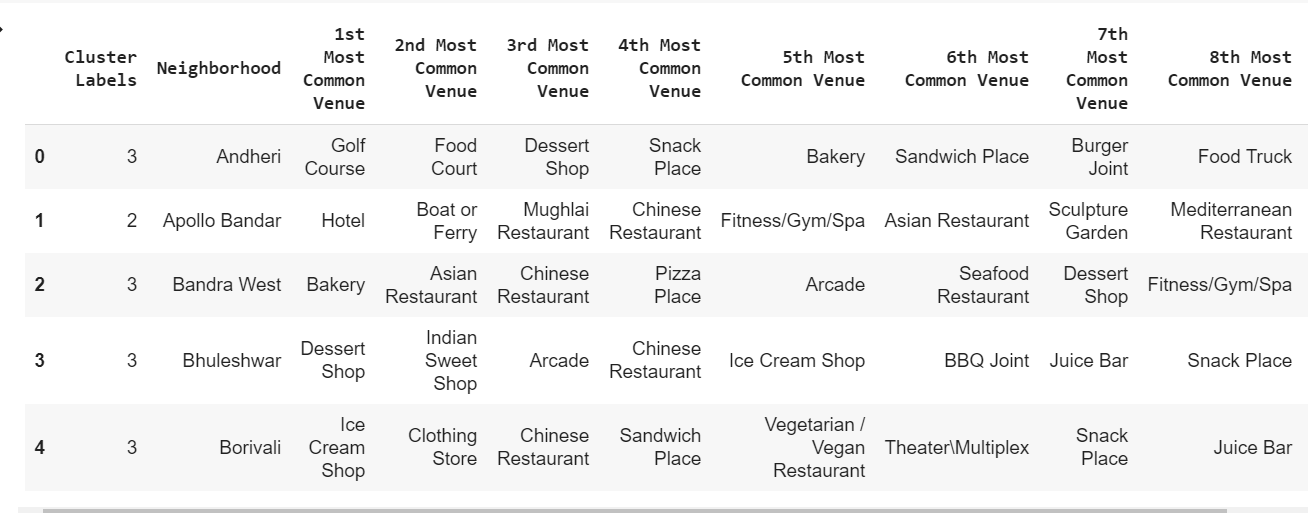 Cluster Labels Neighborhood 1st Most Common Venue 2nd Most Common Venue 3rd Most Common Venue 4th Most Common Venue 5th Most Common Venue 6th Most Common Venue 7th Most Common Venue 8th Most Common Venue
0 3 Andheri Golf Course Food Court Dessert Shop Snack Place Bakery Sandwich Place Burger Joint Food Truck
1 2 Apollo Bandar Hotel Boat or Ferry Mughlai Restaurant Chinese Restaurant Fitness/Gym/Spa Asian Restaurant Sculpture Garden Mediterranean Restaurant
2 3 Bandra West Bakery Asian Restaurant Chinese Restaurant Pizza Place Arcade Seafood Restaurant Dessert Shop Fitness/Gym/Spa
3 3 Bhuleshwar Dessert Shop Indian Sweet Shop Arcade Chinese Restaurant Ice Cream Shop BBQ Joint Juice Bar Snack Place
4 3 Borivali Ice Cream Shop Clothing Store Chinese Restaurant Sandwich Place Vegetarian / Vegan Restaurant Theater\Multiplex Snack Place Juice Bar